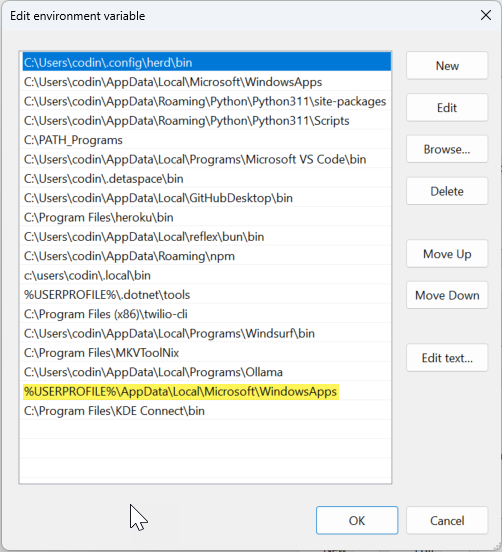 Edit environment variable
C:\Users\codin\.config\herd\bin
C:\Users\codin\AppData\Local\Microsoft\WindowsApps
C:\Users\codin\AppData\Roaming\Python\Python311\site-packages
C:\Users\codin\AppData\Roaming\Python\Python311\Scripts
C:\PATH_Programs
C:\Users\codin\AppData\Local\Programs\Microsoft VS Code\bin
C:\Users\codin\.detaspace\bin
C:\Users\codin\AppData\Local\GitHubDesktop\bin
C:\Program Files\heroku\bin
C:\Users\codin\AppData\Local\reflex\bun\bin
C:\Users\codin\AppData\Roaming\npm
c:\users\codin\.local\bin
%USERPROFILE%\.dotnet\tools
C:\Program Files (x86)\twilio-cli
C:\Users\codin\AppData\Local\Programs\Windsurf\bin
C:\Program Files\MKVToolNix
C:\Users\codin\AppData\Local\Programs\Ollama
%USERPROFILE%\AppData\Local\Microsoft\WindowsApps
C:\Program Files\KDE Connect\bin
New
Edit
Browse...
Delete
Move Up
Move Down
Edit text...
OK
Cancel